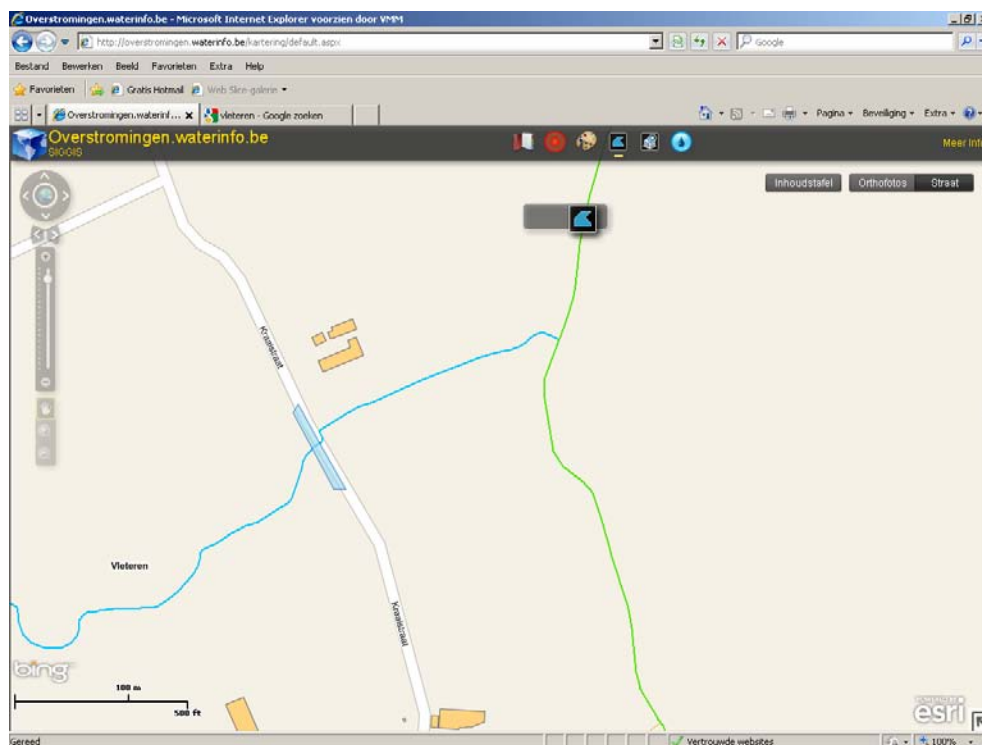 Overstromingen.waterinfo.be - Microsoft Internet Explorer voorzien door VMM
http://overstromingen.waterinfo.be/kartering/default.aspx
Google
Bestand Bewerken Beeld Favorieten Extra Help
Favorieten Gratis Hotmail Web Slice-galerie
Overstromingen.waterinf... vleteren - Google zoeken
Pagina Beveiliging Extra
Overstromingen.waterinfo.be
Meer Info
Inhoudstafel Orthofotos Straat
Kraaistraat
Vleteren
Kraaistraat
bing
100 m
500 ft
esri
Gereed
Vertrouwde websites
100%